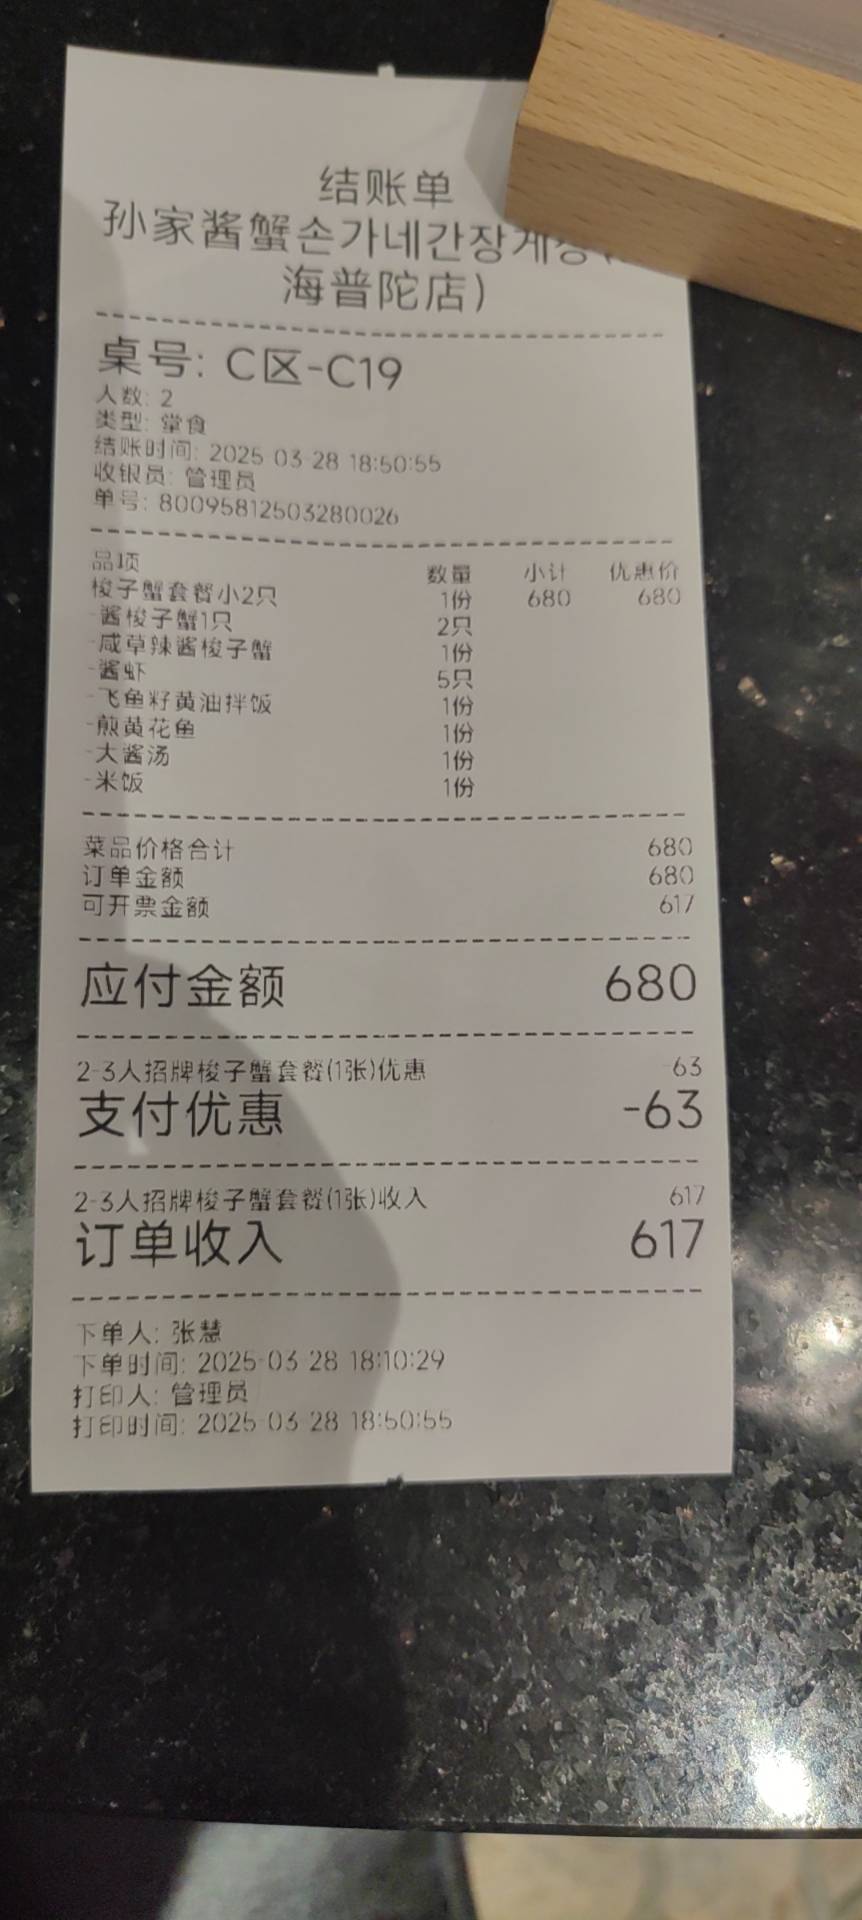 结账单
孙家酱蟹손가네간장게장(
海普陀店)
桌号: C区-C19
人数: 2
类型: 堂食
结账时间: 2025-03-28 18:50:55
收银员: 管理员
单号: 80095812503280026
品项 数量 小计 优惠价
梭子蟹套餐小2只 1份 680 680
-酱梭子蟹1只 2只
-咸草辣酱梭子蟹 1份
-酱虾 5只
-飞鱼籽黄油拌饭 1份
-煎黄花鱼 1份
-大酱汤 1份
-米饭 1份
菜品价格合计 680
订单金额 680
可开票金额 617
应付金额 680
2-3人招牌梭子蟹套餐(1张)优惠 -63
支付优惠 -63
2-3人招牌梭子蟹套餐(1张)收入 617
订单收入 617
下单人: 张慧
下单时间: 2025-03-28 18:10:29
打印人: 管理员
打印时间: 2025-03-28 18:50:55